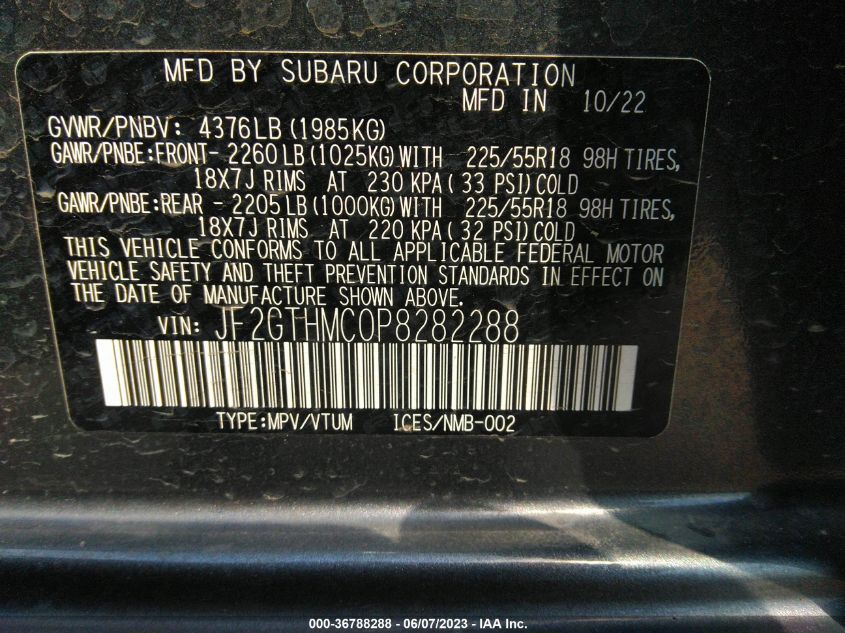 MFD BY SUBARU CORPORATION
MFD IN 10/22
GVWR/PNBV: 4376LB (1985KG)
GAWR/PNBE:FRONT- 2260LB (1025KG)WITH 225/55R18 98H TIRES,
18X7J RIMS AT 230 KPA( 33 PSI)COLD
GAWR/PNBE:REAR - 2205LB (1000KG)WITH 225/55R18 98H TIRES,
18X7J RIMS AT 220 KPA( 32 PSI)COLD
THIS VEHICLE CONFORMS TO ALL APPLICABLE FEDERAL MOTOR
VEHICLE SAFETY AND THEFT PREVENTION STANDARDS IN EFFECT ON
THE DATE OF MANUFACTURE SHOWN ABOVE.
VIN: JF2GTHMC0P8282288
TYPE:MPV/VTUM ICES/NMB-002
000-36788288 - 06/07/2023 - IAA Inc.